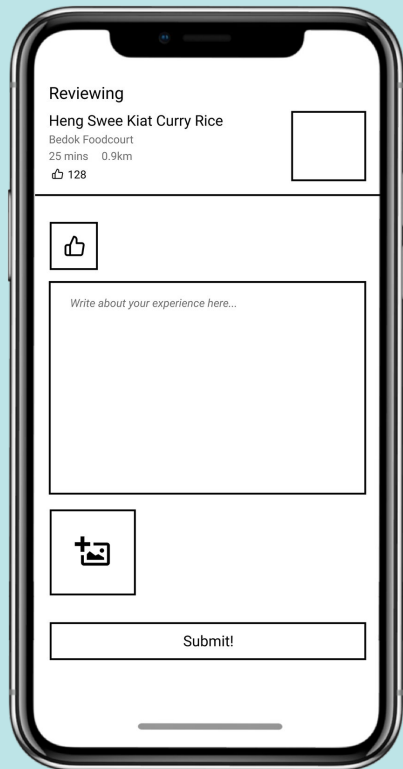 Reviewing
Heng Swee Kiat Curry Rice
Bedok Foodcourt
25 mins 0.9km
128
Write about your experience here...
Submit!